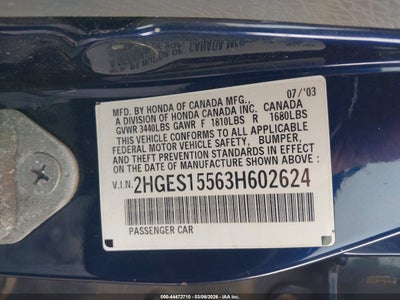 07/'03
MFD. BY HONDA OF CANADA MFG.,
A DIVISION OF HONDA CANADA INC. CANADA
GVWR 3440LBS GAWR F 1810LBS R 1680LBS
THIS VEHICLE CONFORMS TO ALL APPLICABLE
FEDERAL MOTOR VEHICLE SAFETY, BUMPER,
AND THEFT PREVENTION STANDARDS IN EFFECT
ON THE DATE OF MANUFACTURE SHOWN ABOVE.
V.I.N. 2HGES15563H602624
PASSENGER CAR
000-44472710 - 03/06/2026 - IAA, Inc.